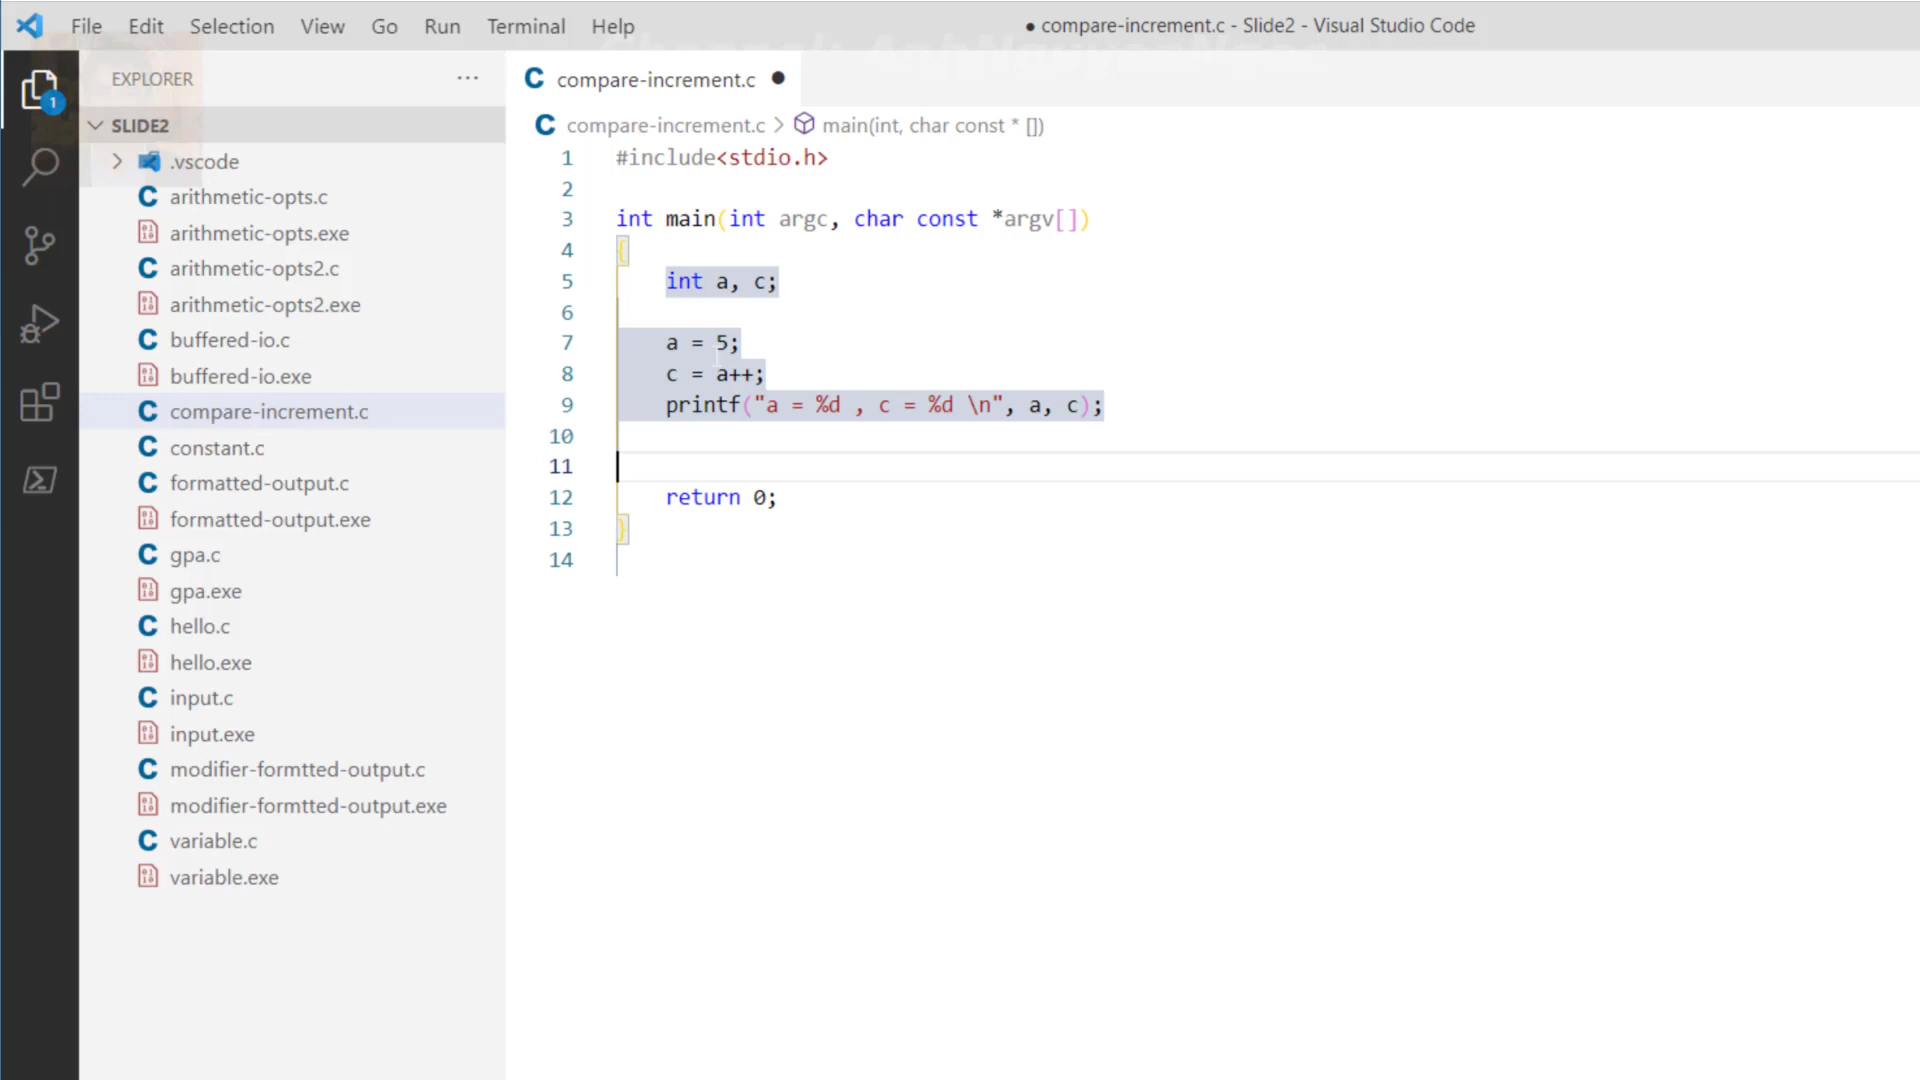 File Edit Selection View Go Run Terminal Help
● compare-increment.c - Slide2 - Visual Studio Code
EXPLORER
compare-increment.c
1
SLIDE2
compare-increment.c > main(int, char const * [])
.vscode
arithmetic-opts.c
arithmetic-opts.exe
arithmetic-opts2.c
arithmetic-opts2.exe
buffered-io.c
buffered-io.exe
compare-increment.c
constant.c
formatted-output.c
formatted-output.exe
gpa.c
gpa.exe
hello.c
hello.exe
input.c
input.exe
modifier-formtted-output.c
modifier-formtted-output.exe
variable.c
variable.exe
1 #include<stdio.h>
2
3 int main(int argc, char const *argv[])
4 {
5 int a, c;
6
7 a = 5;
8 c = a++;
9 printf("a = %d , c = %d \n", a, c);
10
11
12 return 0;
13 }
14